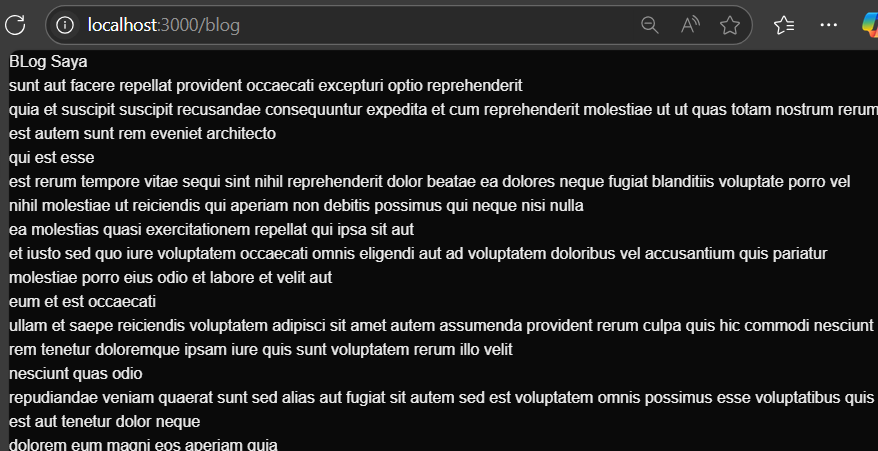 localhost:3000/blog
BLog Saya
sunt aut facere repellat provident occaecati excepturi optio reprehenderit
quia et suscipit suscipit recusandae consequuntur expedita et cum reprehenderit molestiae ut ut quas totam nostrum rerum
est autem sunt rem eveniet architecto
qui est esse
est rerum tempore vitae sequi sint nihil reprehenderit dolor beatae ea dolores neque fugiat blanditiis voluptate porro vel
nihil molestiae ut reiciendis qui aperiam non debitis possimus qui neque nisi nulla
ea molestias quasi exercitationem repellat qui ipsa sit aut
et iusto sed quo iure voluptatem occaecati omnis eligendi aut ad voluptatem doloribus vel accusantium quis pariatur
molestiae porro eius odio et labore et velit aut
eum et est occaecati
ullam et saepe reiciendis voluptatem adipisci sit amet autem assumenda provident rerum culpa quis hic commodi nesciunt
rem tenetur doloremque ipsam iure quis sunt voluptatem rerum illo velit
nesciunt quas odio
repudiandae veniam quaerat sunt sed alias aut fugiat sit autem sed est voluptatem omnis possimus esse voluptatibus quis
est aut tenetur dolor neque
dolorem eum magni eos aperiam quia